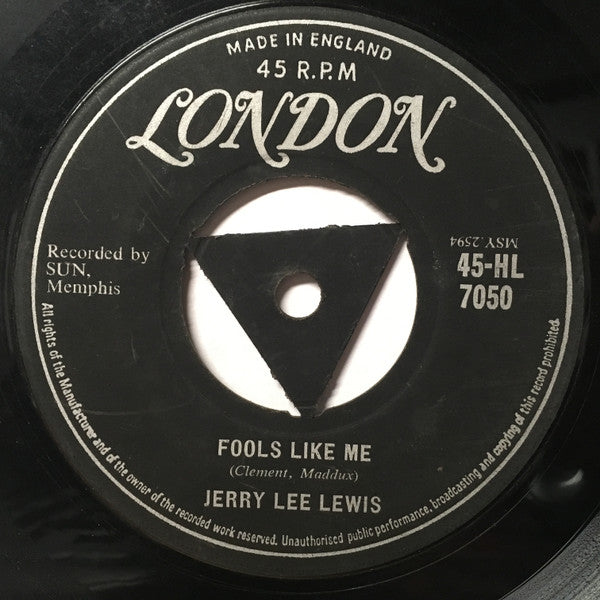 MADE IN ENGLAND
45 R.P.M
LONDON
Recorded by
SUN,
Memphis
MSY.2594
45-HL
7050
FOOLS LIKE ME
(Clement, Maddux)
JERRY LEE LEWIS
All rights of the Manufacturer and of the owner of the recorded work reserved. Unauthorised public performance, broadcasting and copying of this record prohibited.